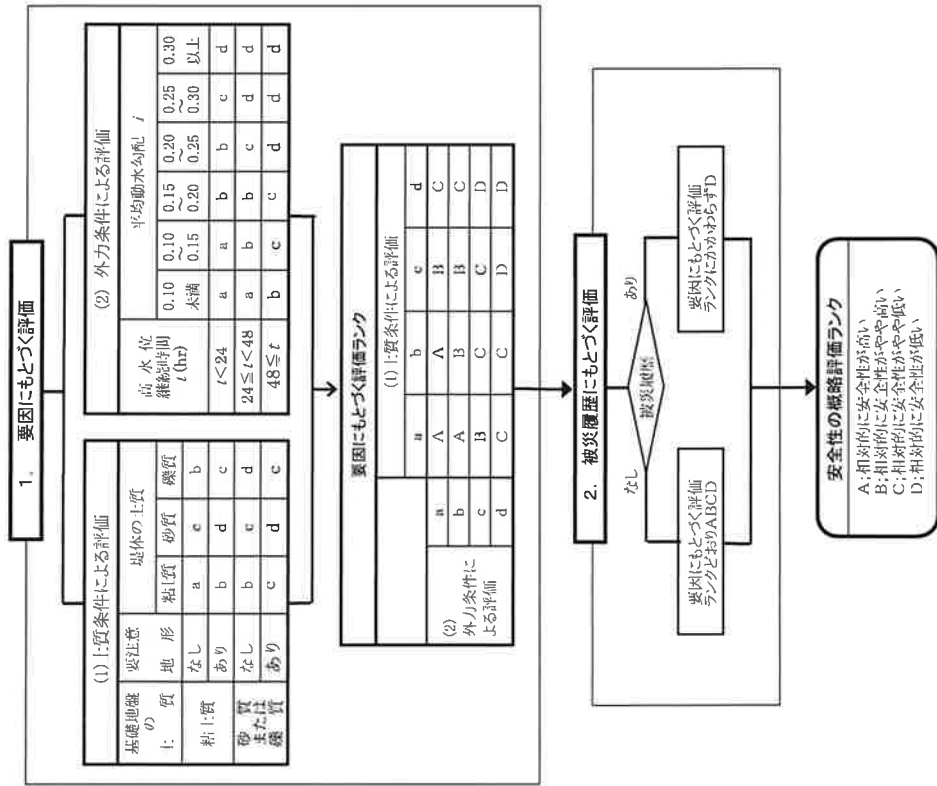 1. 要因にもとづく評価
(1) 土質条件による評価
基礎地盤の土質 要注意地形 堤体の土質
粘土質 砂質 礫質
粘土質 なし a c b
あり b d c
砂質または礫質 なし b c d
あり c d c
(2) 外力条件による評価
高水位継続時間 t (hr) 平均動水勾配 i
0.10未満 0.10~0.15 0.15~0.20 0.20~0.25 0.25~0.30 0.30以上
t<24 a a b b c d
24≦t<48 a b b c d d
48≦t b c c d d d
要因にもとづく評価ランク
(1) 土質条件による評価
a b c d
(2) 外力条件による評価
a A A B C
b A B B C
c B C C D
d C C D D
2. 被災履歴にもとづく評価
被災履歴
なし
あり
要因にもとづく評価
ランクどおりABCD
要因にもとづく評価
ランクにかかわらずD
安全性の概略評価ランク
A;相対的に安全性が高い
B;相対的に安全性がやや高い
C;相対的に安全性がやや低い
D;相対的に安全性が低い